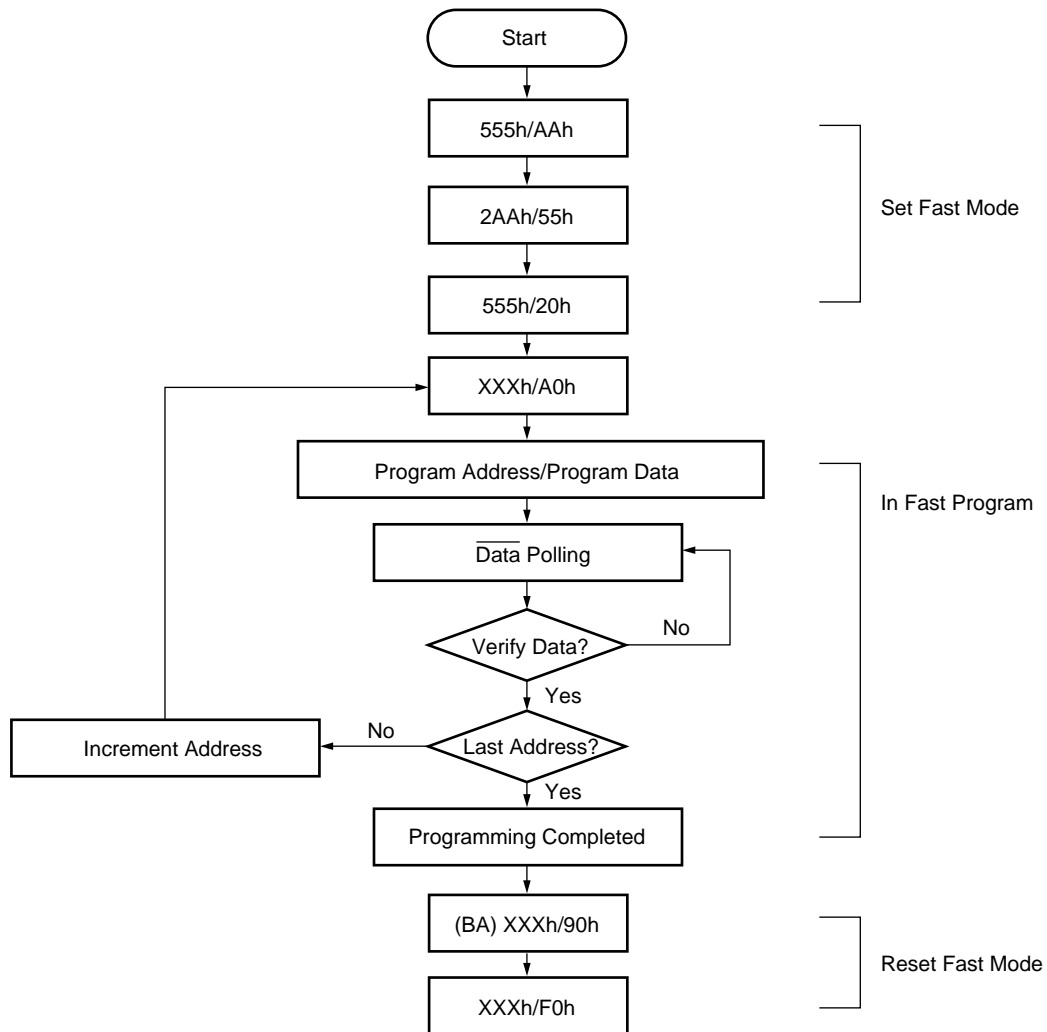 Start
555h/AAh
2AAh/55h
Set Fast Mode
555h/20h
XXXh/A0h
Program Address/Program Data
In Fast Program
Data Polling
Verify Data?
No
Yes
Increment Address
No
Last Address?
Yes
Programming Completed
(BA) XXXh/90h
Reset Fast Mode
XXXh/F0h